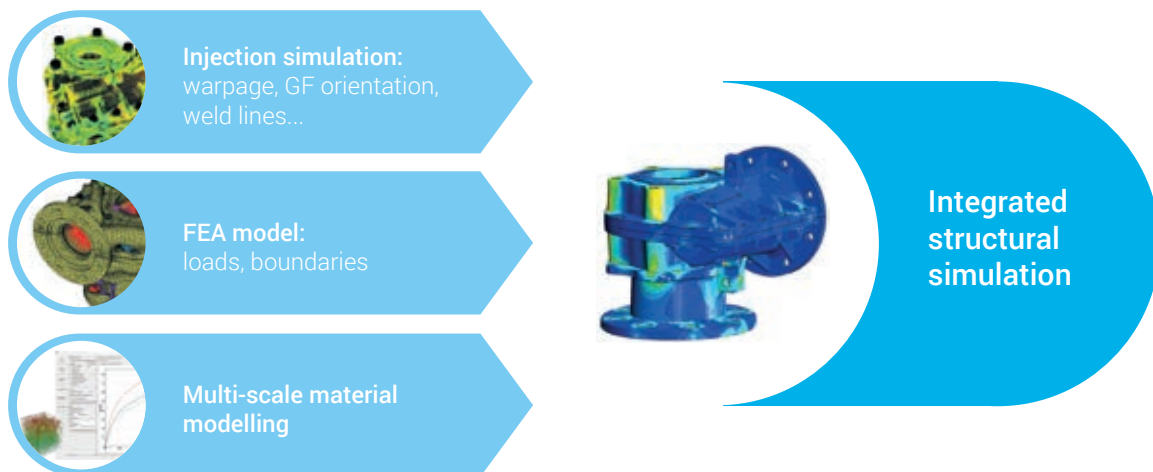 Injection simulation:
warpage, GF orientation,
weld lines...
FEA model:
loads, boundaries
Multi-scale material
modelling
Integrated
structural
simulation